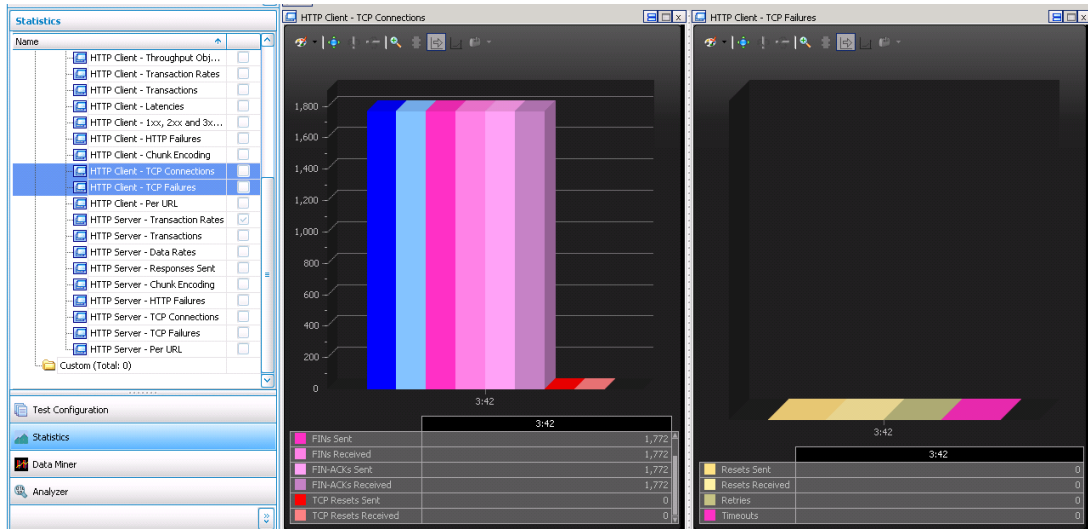 Statistics
Name
HTTP Client - Throughput Obj...
HTTP Client - Transaction Rates
HTTP Client - Transactions
HTTP Client - Latencies
HTTP Client - 1xx, 2xx and 3x...
HTTP Client - HTTP Failures
HTTP Client - Chunk Encoding
HTTP Client - TCP Connections
HTTP Client - TCP Failures
HTTP Client - Per URL
HTTP Server - Transaction Rates
HTTP Server - Transactions
HTTP Server - Data Rates
HTTP Server - Responses Sent
HTTP Server - Chunk Encoding
HTTP Server - HTTP Failures
HTTP Server - TCP Connections
HTTP Server - TCP Failures
HTTP Server - Per URL
Custom (Total: 0)
Test Configuration
Statistics
Data Miner
Analyzer
HTTP Client - TCP Connections
1,800
1,600
1,400
1,200
1,000
800
600
400
200
0
3:42
3:42
FINs Sent 1,772
FINs Received 1,772
FIN-ACKs Sent 1,772
FIN-ACKs Received 1,772
TCP Resets Sent 0
TCP Resets Received 0
HTTP Client - TCP Failures
3:42
3:42
Resets Sent 0
Resets Received 0
Retries 0
Timeouts 0